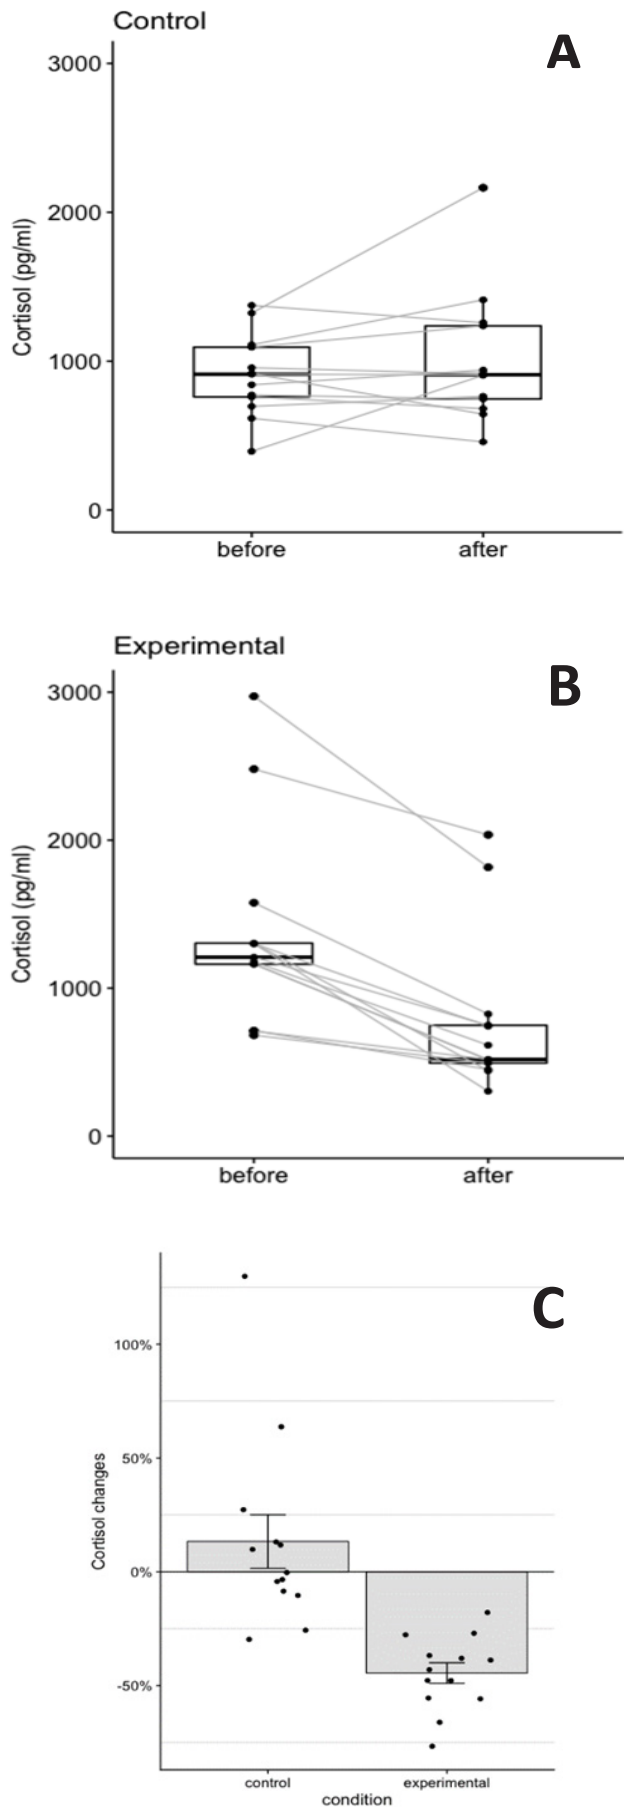 Control
A
3000
2000
1000
0
Cortisol (pg/ml)
before after
Experimental
B
3000
2000
1000
0
Cortisol (pg/ml)
before after
C
100%
50%
0%
-50%
Cortisol changes
control experimental
condition